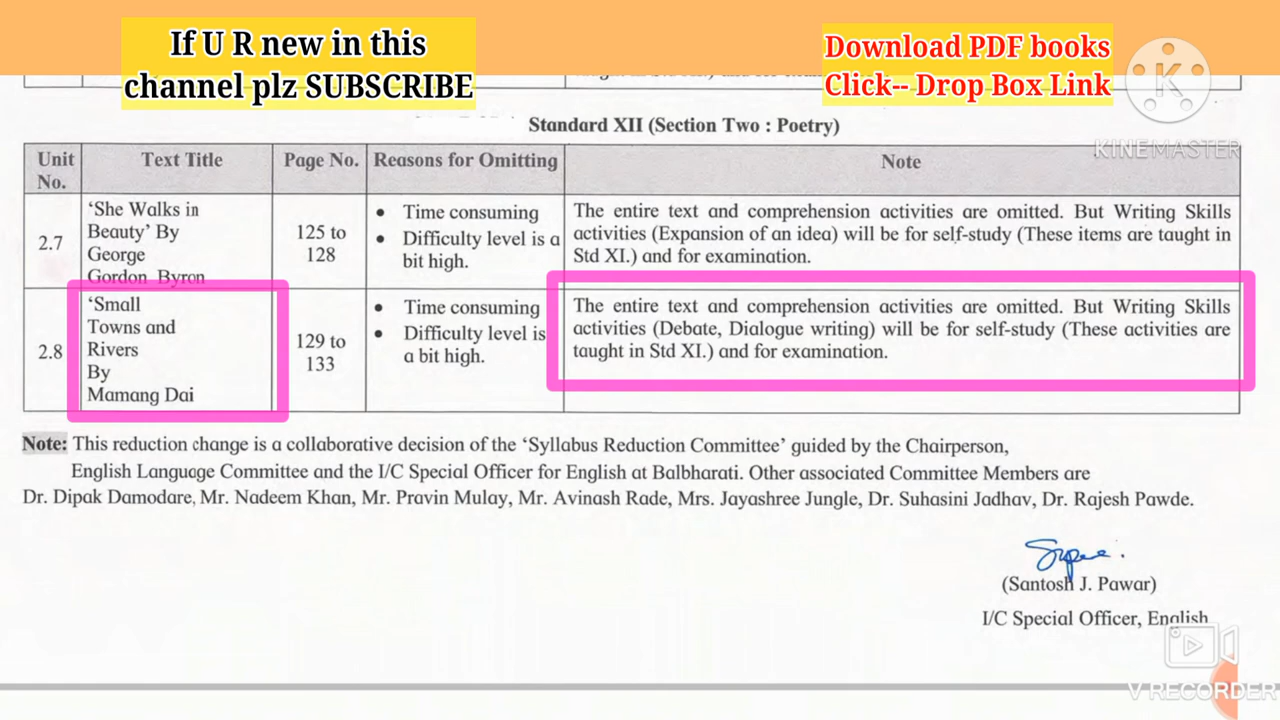 If U R new in this
channel plz SUBSCRIBE
Download PDF books
Click-- Drop Box Link
K
KINEMASTER
Standard XII (Section Two : Poetry)
Unit No.
Text Title
Page No.
Reasons for Omitting
Note
2.7
‘She Walks in
Beauty’ By
George
Gordon Byron
125 to
128
• Time consuming
• Difficulty level is a
bit high.
The entire text and comprehension activities are omitted. But Writing Skills
activities (Expansion of an idea) will be for self-study (These items are taught in
Std XI.) and for examination.
2.8
‘Small
Towns and
Rivers
By
Mamang Dai
129 to
133
• Time consuming
• Difficulty level is
a bit high.
The entire text and comprehension activities are omitted. But Writing Skills
activities (Debate, Dialogue writing) will be for self-study (These activities are
taught in Std XI.) and for examination.
Note: This reduction change is a collaborative decision of the ‘Syllabus Reduction Committee’ guided by the Chairperson,
English Language Committee and the I/C Special Officer for English at Balbharati. Other associated Committee Members are
Dr. Dipak Damodare, Mr. Nadeem Khan, Mr. Pravin Mulay, Mr. Avinash Rade, Mrs. Jayashree Jungle, Dr. Suhasini Jadhav, Dr. Rajesh Pawde.
(Santosh J. Pawar)
I/C Special Officer, English
V RECORDER